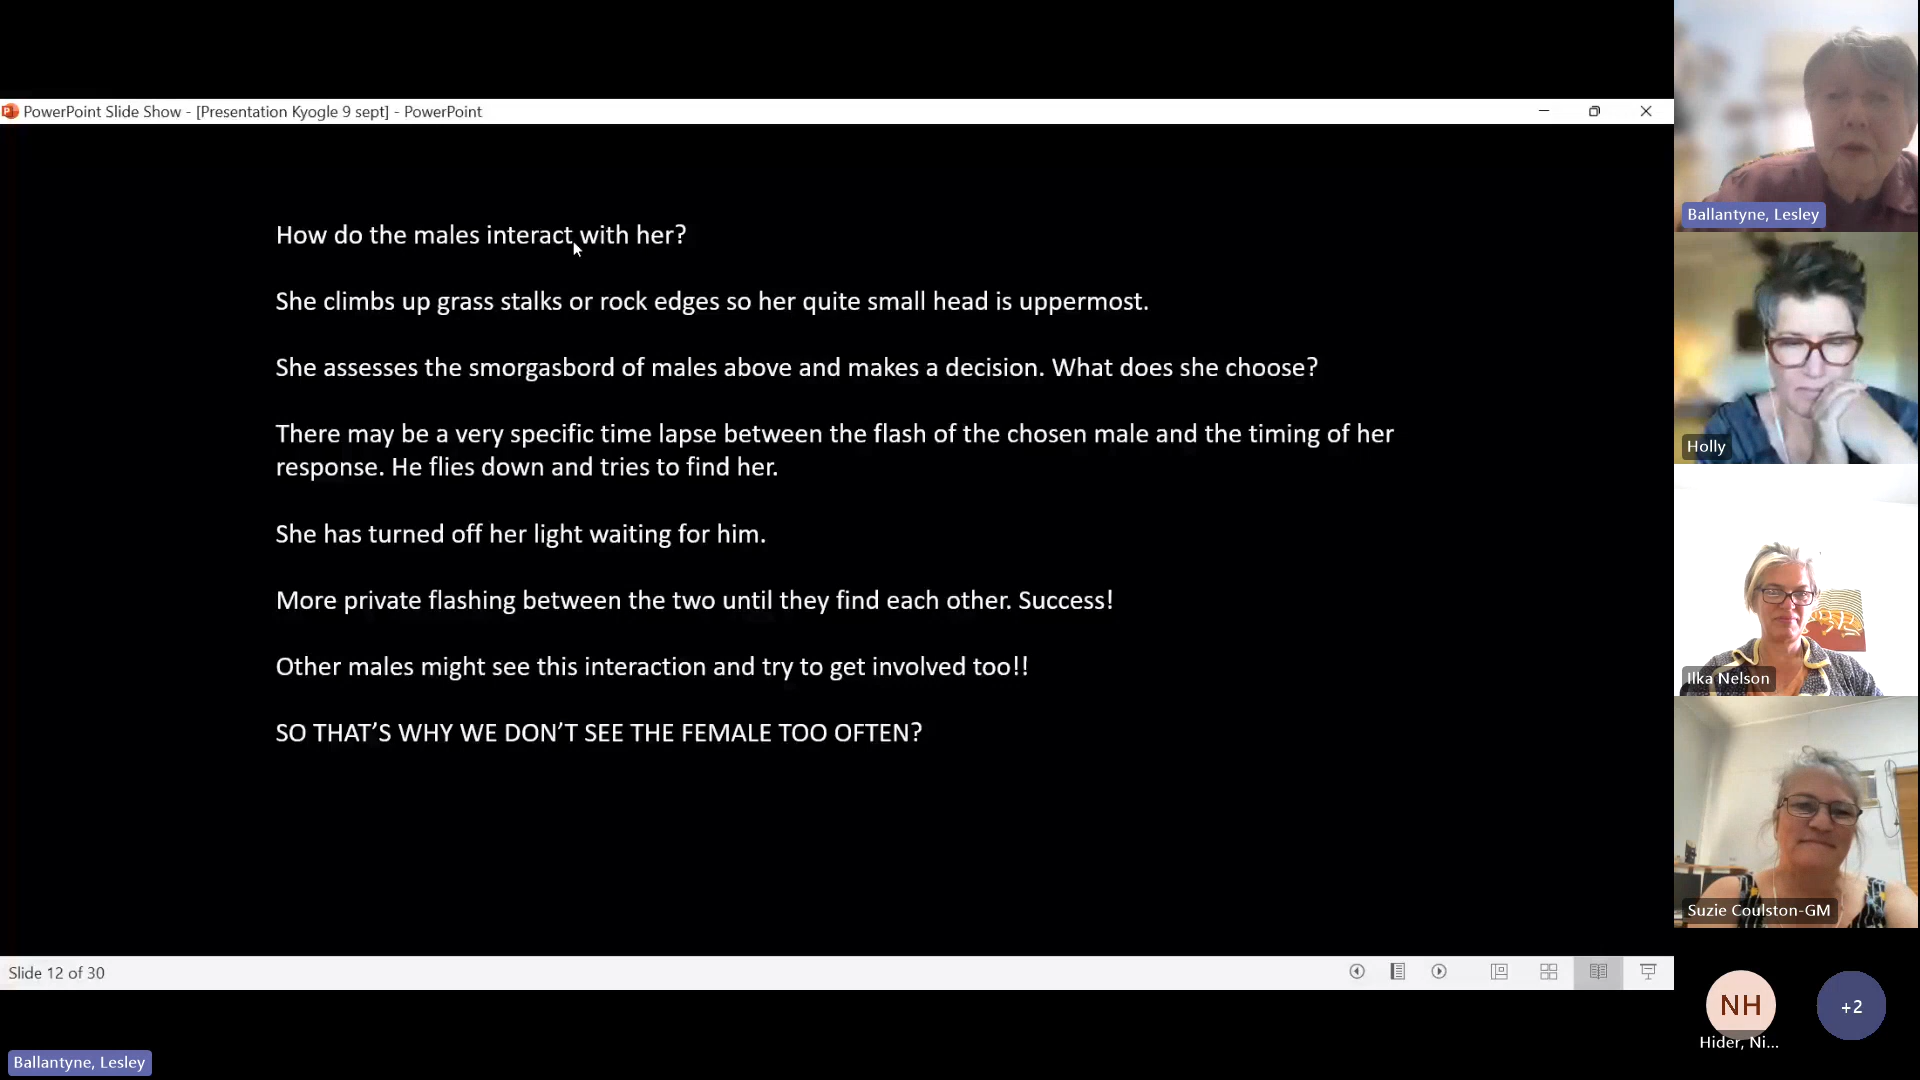 PowerPoint Slide Show - [Presentation Kyogle 9 sept] - PowerPoint
How do the males interact with her?
She climbs up grass stalks or rock edges so her quite small head is uppermost.
She assesses the smorgasbord of males above and makes a decision. What does she choose?
There may be a very specific time lapse between the flash of the chosen male and the timing of her
response. He flies down and tries to find her.
She has turned off her light waiting for him.
More private flashing between the two until they find each other. Success!
Other males might see this interaction and try to get involved too!!
SO THAT'S WHY WE DON'T SEE THE FEMALE TOO OFTEN?
Slide 12 of 30
Ballantyne, Lesley
Ballantyne, Lesley
Holly
Ilka Nelson
Suzie Coulston-GM
NH
Hider, Ni...
+2